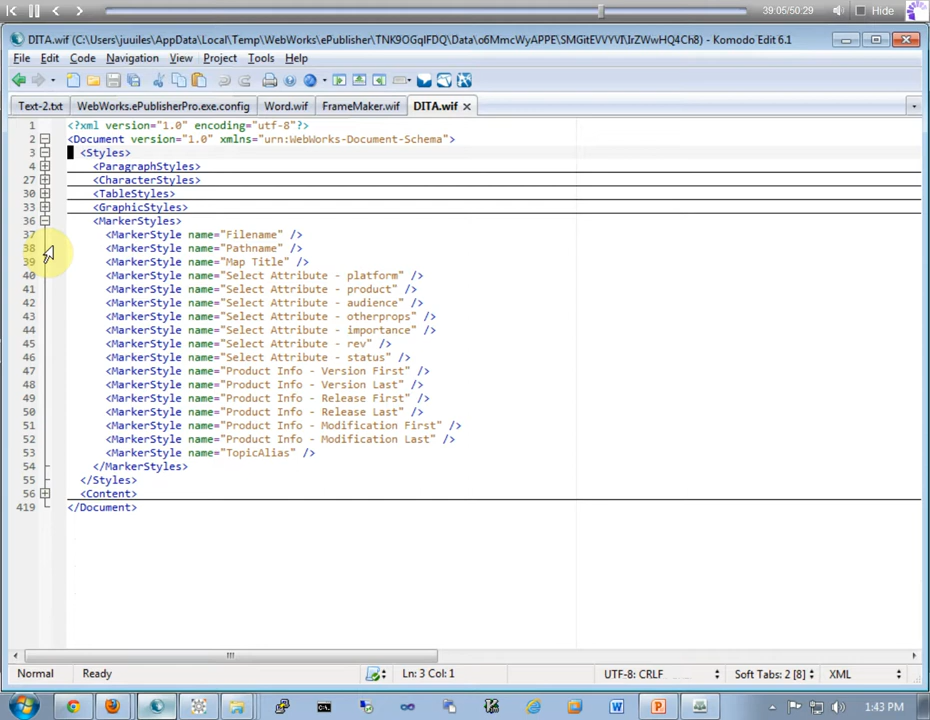 39:05/50:29 Hide
DITA.wif (C:\Users\juuiles\AppData\Local\Temp\WebWorks\ePublisher\TNK9OGqIFDQ\Data\o6MmcWyAPPE\SMGitEVVYVI\IrZWwHQ4Ch8) - Komodo Edit 6.1
File Edit Code Navigation View Project Tools Help
Text-2.txt WebWorks.ePublisherPro.exe.config Word.wif FrameMaker.wif DITA.wif
1 <?xml version="1.0" encoding="utf-8"?>
2 <Document version="1.0" xmlns="urn:WebWorks-Document-Schema">
3 <Styles>
4 <ParagraphStyles>
27 <CharacterStyles>
30 <TableStyles>
33 <GraphicStyles>
36 <MarkerStyles>
37 <MarkerStyle name="Filename" />
38 <MarkerStyle name="Pathname" />
39 <MarkerStyle name="Map Title" />
40 <MarkerStyle name="Select Attribute - platform" />
41 <MarkerStyle name="Select Attribute - product" />
42 <MarkerStyle name="Select Attribute - audience" />
43 <MarkerStyle name="Select Attribute - otherprops" />
44 <MarkerStyle name="Select Attribute - importance" />
45 <MarkerStyle name="Select Attribute - rev" />
46 <MarkerStyle name="Select Attribute - status" />
47 <MarkerStyle name="Product Info - Version First" />
48 <MarkerStyle name="Product Info - Version Last" />
49 <MarkerStyle name="Product Info - Release First" />
50 <MarkerStyle name="Product Info - Release Last" />
51 <MarkerStyle name="Product Info - Modification First" />
52 <MarkerStyle name="Product Info - Modification Last" />
53 <MarkerStyle name="TopicAlias" />
54 </MarkerStyles>
55 </Styles>
56 <Content>
419 </Document>
Normal Ready Ln: 3 Col: 1 UTF-8: CRLF Soft Tabs: 2 [8] XML
1:43 PM